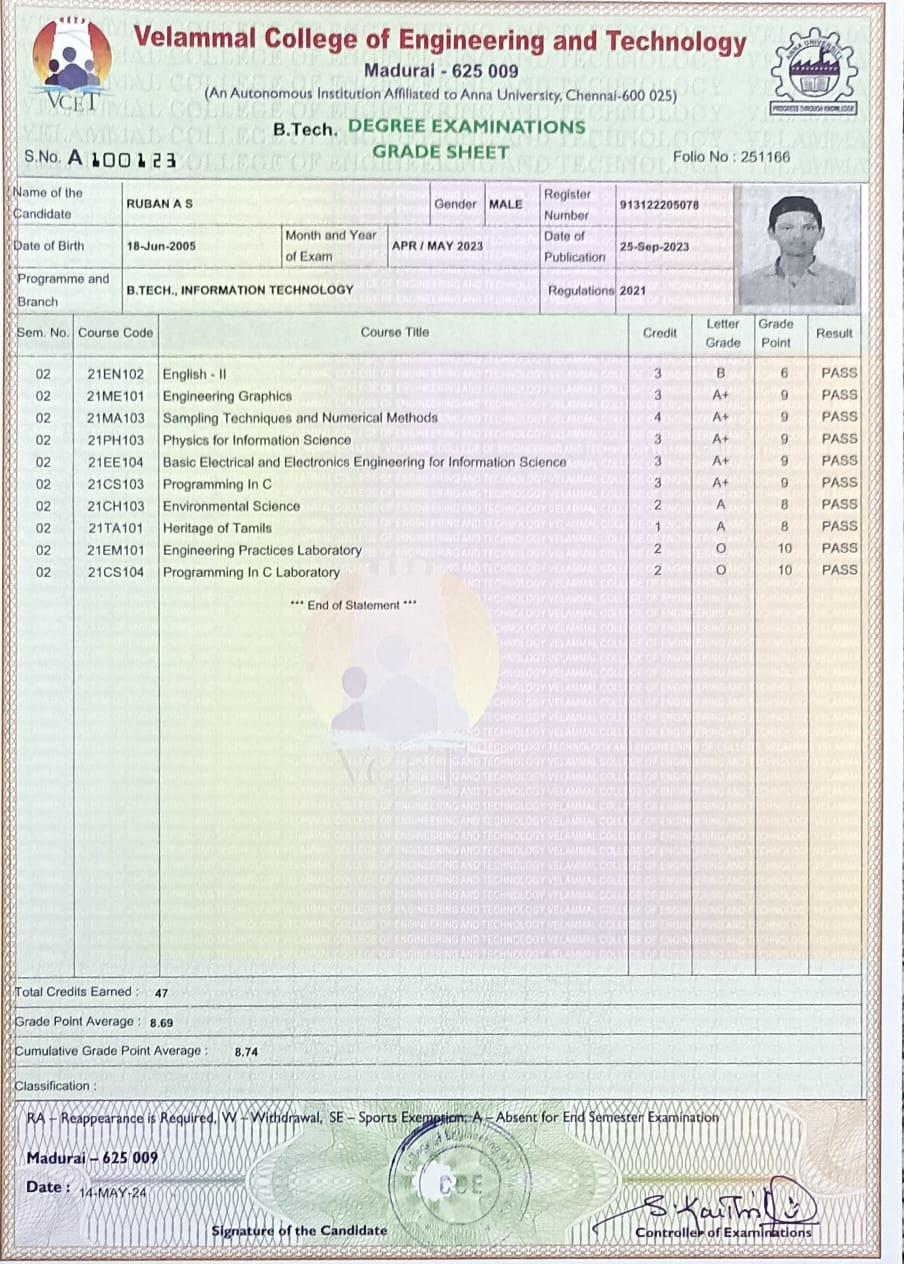 Velammal College of Engineering and Technology
Madurai - 625 009
(An Autonomous Institution Affiliated to Anna University, Chennai-600 025)
VCET
PROGRESS THROUGH KNOWLEDGE
B.Tech. DEGREE EXAMINATIONS
GRADE SHEET
S.No. A 100123
Folio No : 251166
Name of the Candidate RUBAN A S Gender MALE Register Number 913122205078
Date of Birth 18-Jun-2005 Month and Year of Exam APR / MAY 2023 Date of Publication 25-Sep-2023
Programme and Branch B.TECH., INFORMATION TECHNOLOGY Regulations 2021
Sem. No. Course Code Course Title Credit Letter Grade Grade Point Result
02 21EN102 English - II 3 B 6 PASS
02 21ME101 Engineering Graphics 3 A+ 9 PASS
02 21MA103 Sampling Techniques and Numerical Methods 4 A+ 9 PASS
02 21PH103 Physics for Information Science 3 A+ 9 PASS
02 21EE104 Basic Electrical and Electronics Engineering for Information Science 3 A+ 9 PASS
02 21CS103 Programming In C 3 A+ 9 PASS
02 21CH103 Environmental Science 2 A 8 PASS
02 21TA101 Heritage of Tamils 1 A 8 PASS
02 21EM101 Engineering Practices Laboratory 2 O 10 PASS
02 21CS104 Programming In C Laboratory 2 O 10 PASS
*** End of Statement ***
Total Credits Earned : 47
Grade Point Average : 8.69
Cumulative Grade Point Average : 8.74
Classification :
RA – Reappearance is Required, W – Withdrawal, SE – Sports Exemption, A – Absent for End Semester Examination
Madurai – 625 009
Date : 14-MAY-24
College of Engineering and
COE
Signature of the Candidate
Controller of Examinations